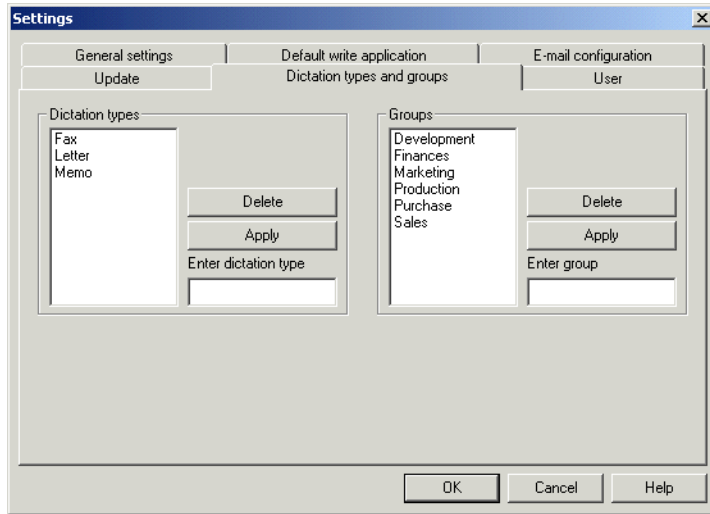 Settings
General settings
Default write application
E-mail configuration
Update
Dictation types and groups
User
Dictation types
Fax
Letter
Memo
Delete
Apply
Enter dictation type
Groups
Development
Finances
Marketing
Production
Purchase
Sales
Delete
Apply
Enter group
OK
Cancel
Help